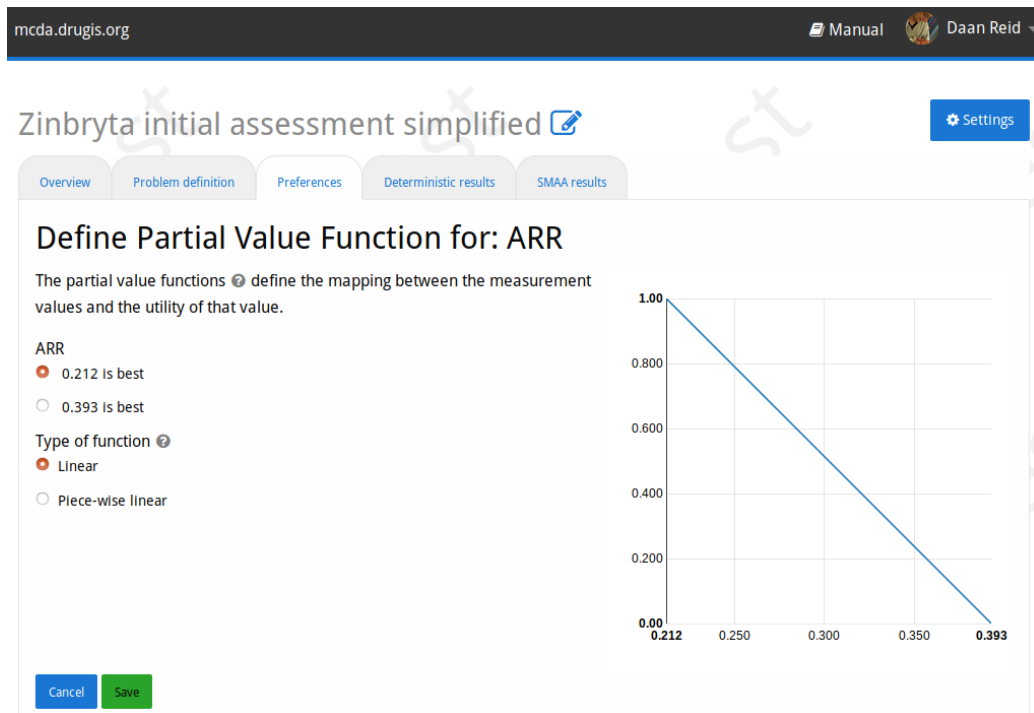 mcda.drugis.org Manual Daan Reid
Zinbryta initial assessment simplified Settings
Overview Problem definition Preferences Deterministic results SMAA results
Define Partial Value Function for: ARR
The partial value functions define the mapping between the measurement
values and the utility of that value.
ARR
0.212 is best
0.393 is best
Type of function
Linear
Piece-wise linear
1.00
0.800
0.600
0.400
0.200
0.00
0.212 0.250 0.300 0.350 0.393
Cancel Save
st st st